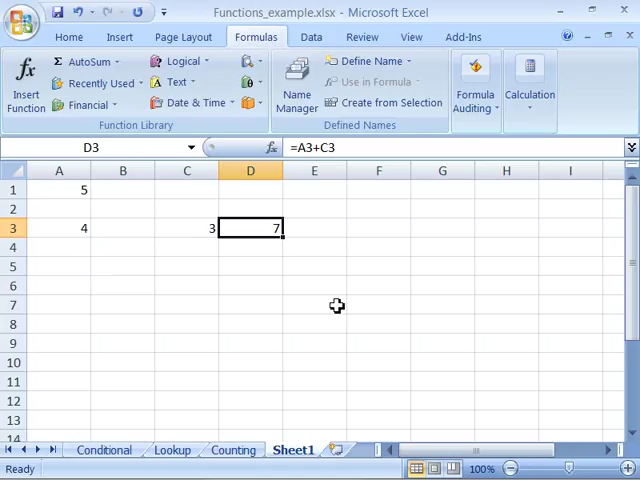 Functions_example.xlsx - Microsoft Excel
Home Insert Page Layout Formulas Data Review View Add-Ins
fx Insert Function
Σ AutoSum
Recently Used
Financial
Logical
Text
A
Date & Time
θ
Function Library
Name Manager
Define Name
Use in Formula
Create from Selection
Defined Names
Formula Auditing
Calculation
D3 fx =A3+C3
A B C D E F G H I
1 5
2
3 4 3 7
4
5
6
7
8
9
10
11
12
13
14
Conditional Lookup Counting Sheet1
Ready 100%